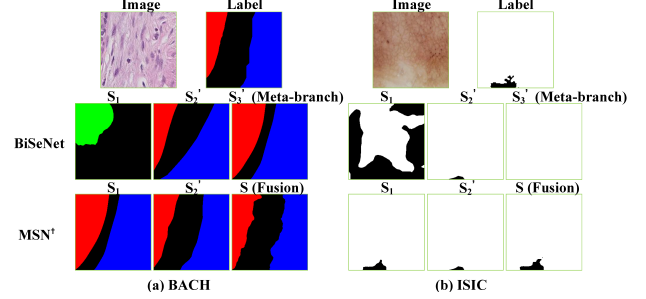 Image Label Image Label
S1 S2' S3' (Meta-branch) S1 S2' S3' (Meta-branch)
BiSeNet
S1 S2' S (Fusion) S1 S2' S (Fusion)
MSN†
(a) BACH (b) ISIC